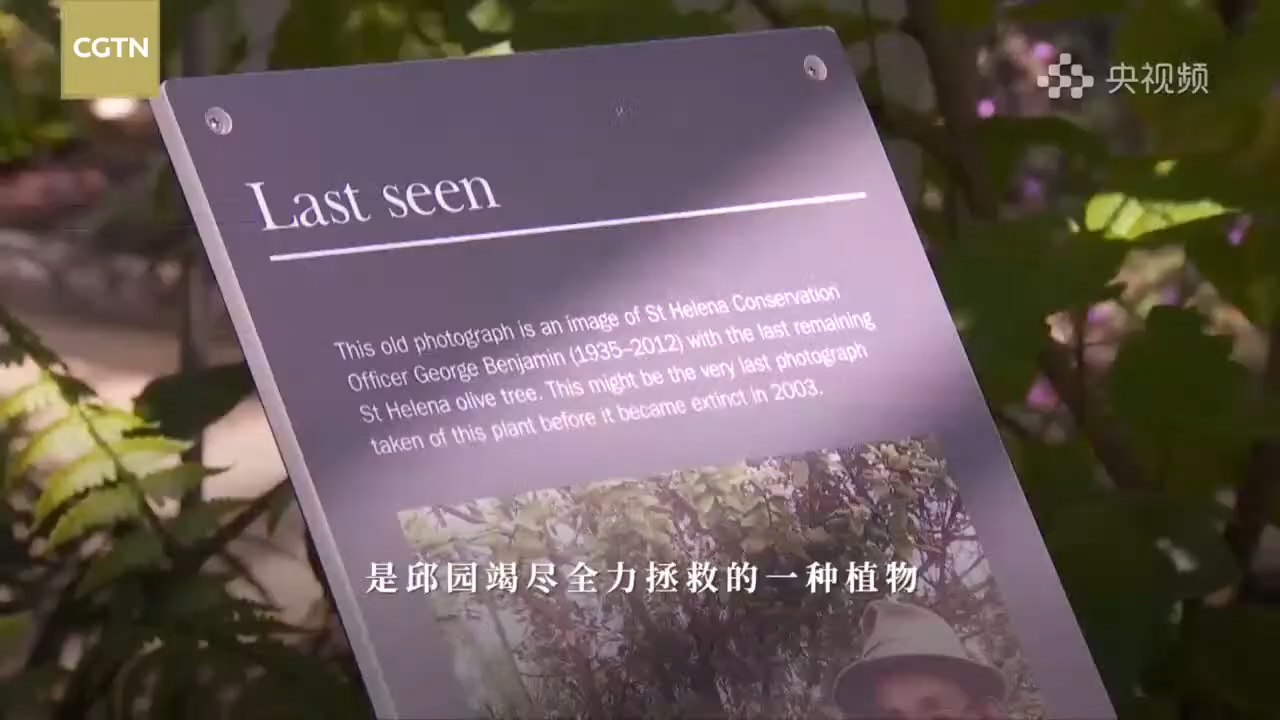 CGTN
央视频
Last seen
This old photograph is an image of St Helena Conservation
Officer George Benjamin (1935–2012) with the last remaining
St Helena olive tree. This might be the very last photograph
taken of this plant before it became extinct in 2003.
是邱园竭尽全力拯救的一种植物